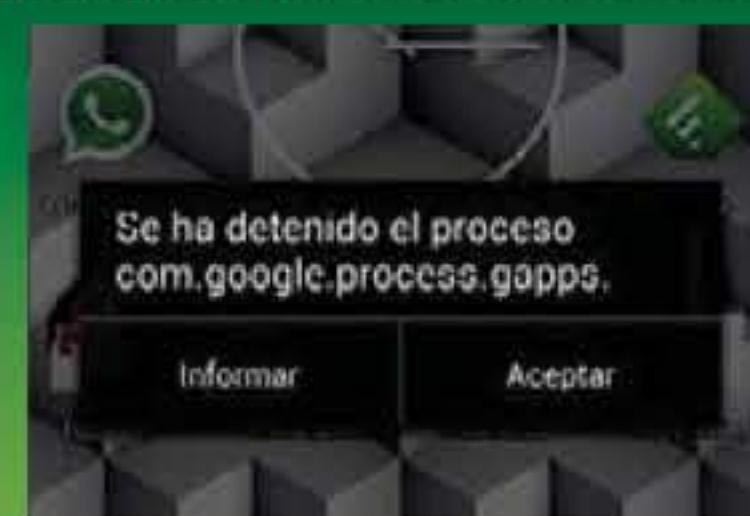 Se ha detenido el proceso
com.google.process.gapps.
Informar
Aceptar